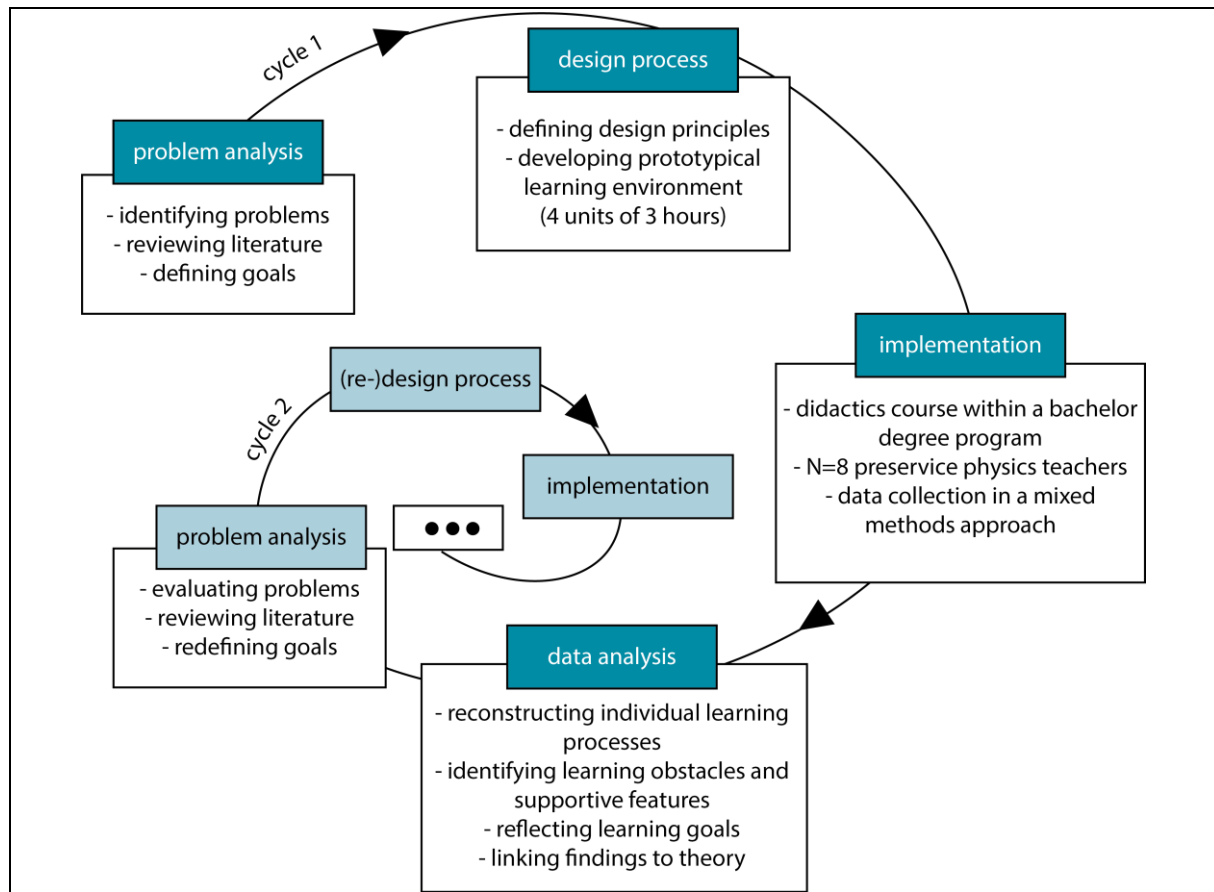 cycle 1
design process
- defining design principles
- developing prototypical
learning environment
(4 units of 3 hours)
problem analysis
- identifying problems
- reviewing literature
- defining goals
implementation
- didactics course within a bachelor
degree program
- N=8 preservice physics teachers
- data collection in a mixed
methods approach
data analysis
- reconstructing individual learning
processes
- identifying learning obstacles and
supportive features
- reflecting learning goals
- linking findings to theory
cycle 2
problem analysis
- evaluating problems
- reviewing literature
- redefining goals
(re-)design process
implementation
●●●